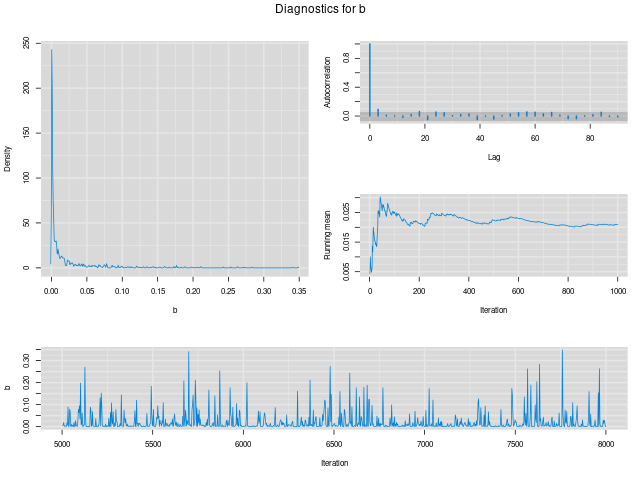 Diagnostics for b
Density
0
50
100
150
200
250
0.00 0.05 0.10 0.15 0.20 0.25 0.30 0.35
b
Autocorrelation
0.0 0.4 0.8
0 20 40 60 80
Lag
Running mean
0.005 0.015 0.025
0 200 400 600 800 1000
Iteration
b
0.00 0.10 0.20 0.30
5000 5500 6000 6500 7000 7500 8000
Iteration